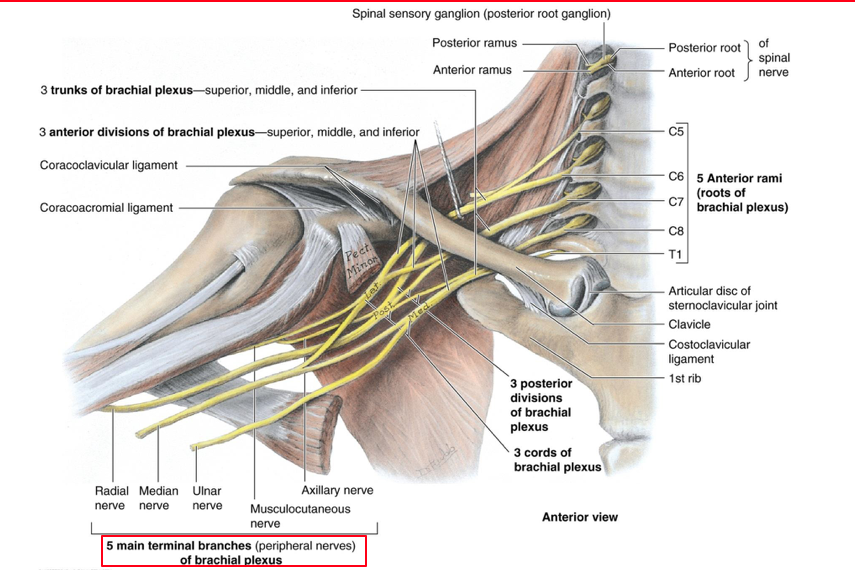 Spinal sensory ganglion (posterior root ganglion)
Posterior ramus
Anterior ramus
Posterior root
Anterior root
of
spinal
nerve
3 trunks of brachial plexus—superior, middle, and inferior
3 anterior divisions of brachial plexus—superior, middle, and inferior
Coracoclavicular ligament
Coracoacromial ligament
C5
C6
C7
C8
T1
5 Anterior rami
(roots of
brachial plexus)
Pect.
Minor
Lat.
Post.
Med.
Articular disc of
sternoclavicular joint
Clavicle
Costoclavicular
ligament
1st rib
3 posterior
divisions
of brachial
plexus
3 cords of
brachial plexus
Radial
nerve
Median
nerve
Ulnar
nerve
Musculocutaneous
nerve
Axillary nerve
Anterior view
5 main terminal branches (peripheral nerves)
of brachial plexus